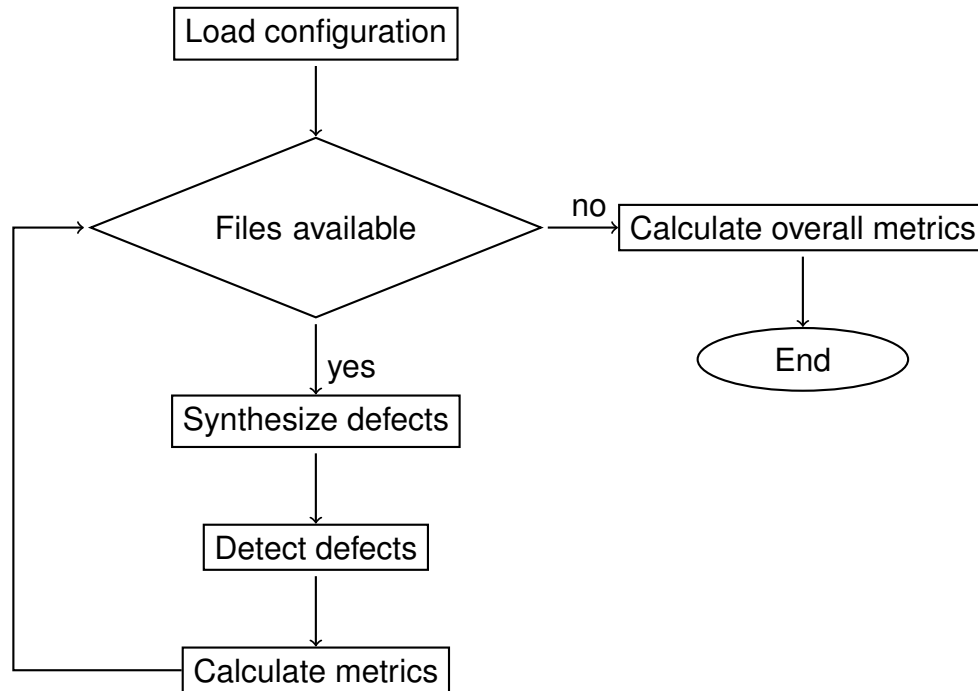 Load configuration
Files available
no
Calculate overall metrics
End
yes
Synthesize defects
Detect defects
Calculate metrics